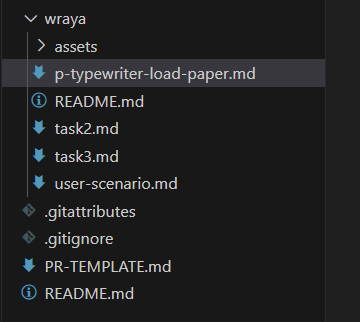 wraya
assets
p-typewriter-load-paper.md
README.md
task2.md
task3.md
user-scenario.md
.gitattributes
.gitignore
PR-TEMPLATE.md
README.md